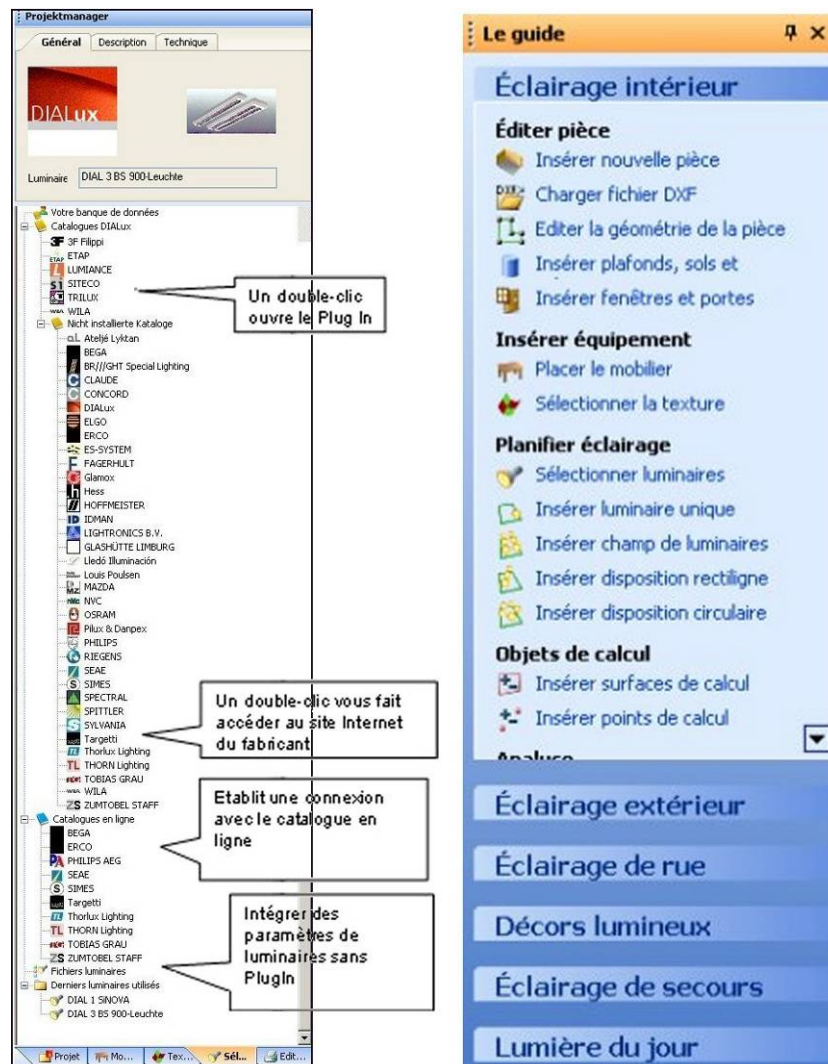 Projektmanager
Général
Description
Technique
DIALux
Luminaire
DIAL 3 BS 900-Leuchte
Votre banque de données
Catalogues DIALux
3F Filippi
ETAP
LUMIANCE
SITECO
TRILUX
WILA
Nicht installierte Kataloge
Ateljé Lyktan
BEGA
BR///GHT Special Lighting
CLAUDE
CONCORD
DIALux
ELGO
ERCO
ES-SYSTEM
FAGERHULT
Glamox
Hess
HOFFMEISTER
IDMAN
LIGHTRONICS B.V.
GLASHÜTTE LIMBURG
Lledó Illuminación
Louis Poulsen
MAZDA
NVC
OSRAM
Pilux & Danpex
PHILIPS
RIEGENS
SEAE
SIMES
SPECTRAL
SPITTLER
SYLVANIA
Targetti
Thorlux Lighting
THORN Lighting
TOBIAS GRAU
WILA
ZUMTOBEL STAFF
Catalogues en ligne
BEGA
ERCO
PHILIPS AEG
SEAE
SIMES
Targetti
Thorlux Lighting
THORN Lighting
TOBIAS GRAU
ZUMTOBEL STAFF
Fichiers luminaires
Derniers luminaires utilisés
DIAL 1 SINOVA
DIAL 3 BS 900-Leuchte
Projet
Mo...
Tex...
Sél...
Edit...
Un double-clic
ouvre le Plug In
Un double-clic vous fait
accéder au site Internet
du fabricant
Etablit une connexion
avec le catalogue en
ligne
Intégrer des
paramètres de
luminaires sans
PlugIn
Le guide
Éclairage intérieur
Éditer pièce
Insérer nouvelle pièce
Charger fichier DXF
Editer la géométrie de la pièce
Insérer plafonds, sols et
Insérer fenêtres et portes
Insérer équipement
Placer le mobilier
Sélectionner la texture
Planifier éclairage
Sélectionner luminaires
Insérer luminaire unique
Insérer champ de luminaires
Insérer disposition rectiligne
Insérer disposition circulaire
Objets de calcul
Insérer surfaces de calcul
Insérer points de calcul
Éclairage extérieur
Éclairage de rue
Décors lumineux
Éclairage de secours
Lumière du jour